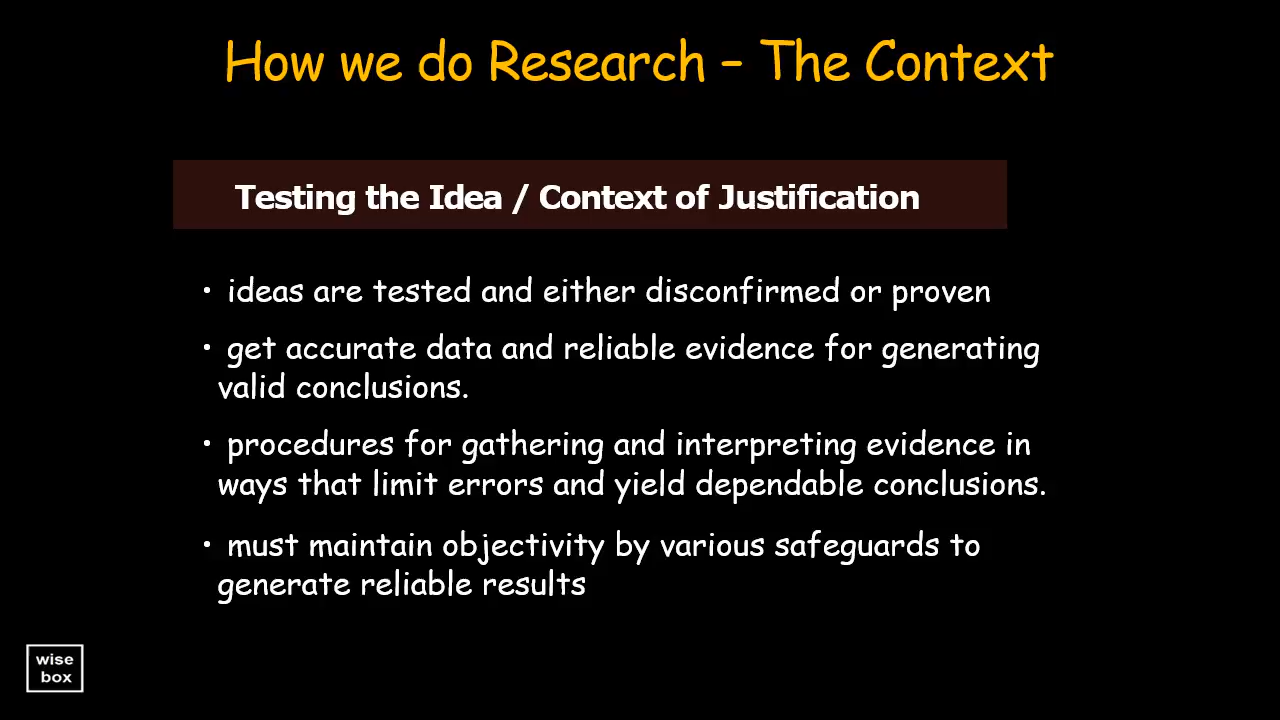 How we do Research – The Context
Testing the Idea / Context of Justification
• ideas are tested and either disconfirmed or proven
• get accurate data and reliable evidence for generating
valid conclusions.
• procedures for gathering and interpreting evidence in
ways that limit errors and yield dependable conclusions.
• must maintain objectivity by various safeguards to
generate reliable results
wise
box